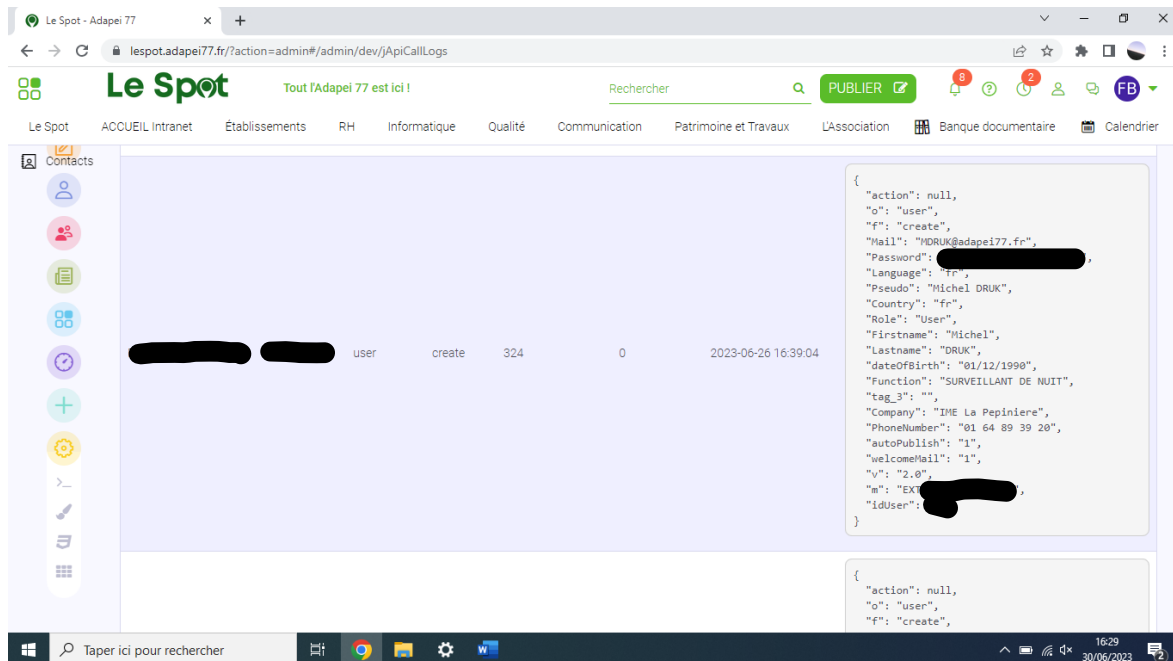 Le Spot - Adapei 77
lespot.adapei77.fr/?action=admin#/admin/dev/jApiCallLogs
Le Spot
Tout l'Adapei 77 est ici !
Rechercher
PUBLIER
8
2
FB
Le Spot
ACCUEIL Intranet
Établissements
RH
Informatique
Qualité
Communication
Patrimoine et Travaux
L'Association
Banque documentaire
Calendrier
Contacts
{
"action": null,
"o": "user",
"f": "create",
"Mail": "MDRUK@adapei77.fr",
"Password":
"Language": "fr",
"Pseudo": "Michel DRUK",
"Country": "fr",
"Role": "User",
"Firstname": "Michel",
"Lastname": "DRUK",
"dateOfBirth": "01/12/1990",
"Function": "SURVEILLANT DE NUIT",
"tag_3": "",
"Company": "IME La Pepiniere",
"PhoneNumber": "01 64 89 39 20",
"autoPublish": "1",
"welcomeMail": "1",
"v": "2.0",
"m": "EXT
"idUser":
}
user create 324 0 2023-06-26 16:39:04
{
"action": null,
"o": "user",
"f": "create",
Taper ici pour rechercher
16:29
30/06/2023
2